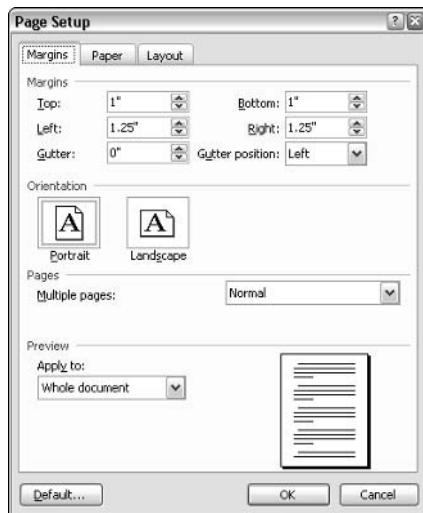 Page Setup
Margins Paper Layout
Margins
Top: 1" Bottom: 1"
Left: 1.25" Right: 1.25"
Gutter: 0" Gutter position: Left
Orientation
A A
Portrait Landscape
Pages
Multiple pages: Normal
Preview
Apply to:
Whole document
Default... OK Cancel